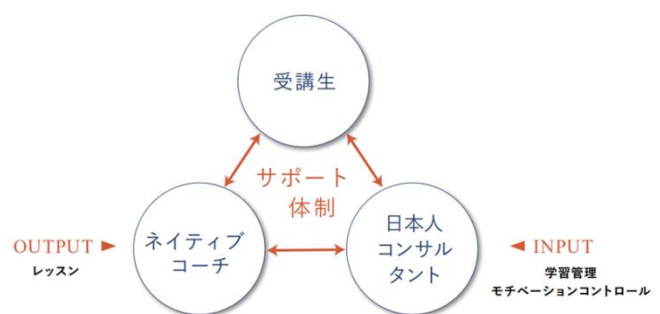 受講生
サポート
体制
ネイティブ
コーチ
日本人
コンサル
タント
OUTPUT ►
レッスン
◄ INPUT
学習管理
モチベーションコントロール